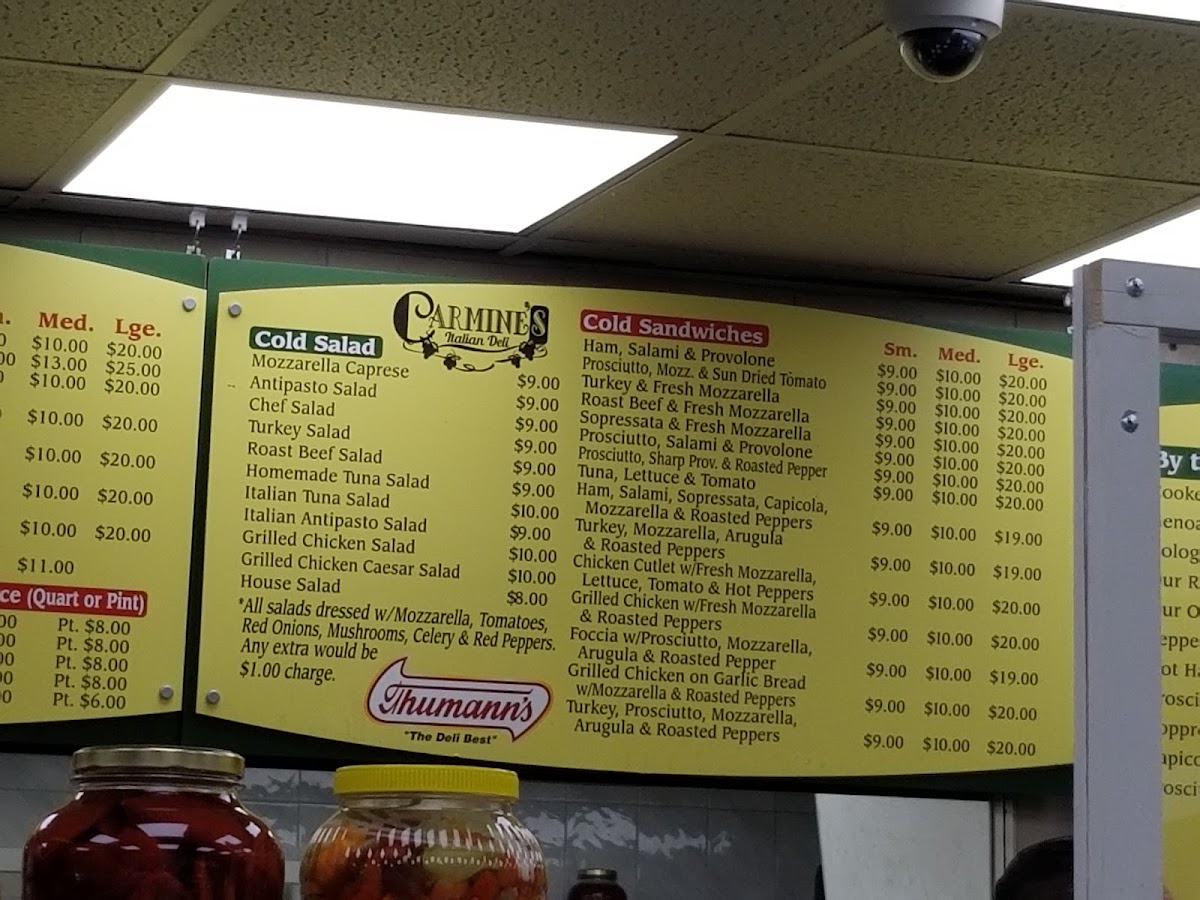 Med. Lge.
$10.00 $20.00
$13.00 $25.00
$10.00 $20.00
$10.00 $20.00
$10.00 $20.00
$10.00 $20.00
$10.00 $20.00
$11.00
ce (Quart or Pint)
00 Pt. $8.00
00 Pt. $8.00
00 Pt. $8.00
00 Pt. $8.00
00 Pt. $6.00
CARMINE'S
Italian Deli
Cold Salad
Mozzarella Caprese $9.00
Antipasto Salad $9.00
Chef Salad $9.00
Turkey Salad $9.00
Roast Beef Salad $9.00
Homemade Tuna Salad $9.00
Italian Tuna Salad $10.00
Italian Antipasto Salad $9.00
Grilled Chicken Salad $10.00
Grilled Chicken Caesar Salad $10.00
House Salad $8.00
*All salads dressed w/Mozzarella, Tomatoes,
Red Onions, Mushrooms, Celery & Red Peppers.
Any extra would be
$1.00 charge.
Thumann's
"The Deli Best"
Cold Sandwiches Sm. Med. Lge.
Ham, Salami & Provolone $9.00 $10.00 $20.00
Prosciutto, Mozz. & Sun Dried Tomato $9.00 $10.00 $20.00
Turkey & Fresh Mozzarella $9.00 $10.00 $20.00
Roast Beef & Fresh Mozzarella $9.00 $10.00 $20.00
Sopressata & Fresh Mozzarella $9.00 $10.00 $20.00
Prosciutto, Salami & Provolone $9.00 $10.00 $20.00
Prosciutto, Sharp Prov. & Roasted Pepper $9.00 $10.00 $20.00
Tuna, Lettuce & Tomato $9.00 $10.00 $20.00
Ham, Salami, Sopressata, Capicola,
Mozzarella & Roasted Peppers $9.00 $10.00 $19.00
Turkey, Mozzarella, Arugula
& Roasted Peppers $9.00 $10.00 $19.00
Chicken Cutlet w/Fresh Mozzarella,
Lettuce, Tomato & Hot Peppers $9.00 $10.00 $20.00
Grilled Chicken w/Fresh Mozzarella
& Roasted Peppers $9.00 $10.00 $20.00
Foccia w/Prosciutto, Mozzarella,
Arugula & Roasted Pepper $9.00 $10.00 $19.00
Grilled Chicken on Garlic Bread
w/Mozzarella & Roasted Peppers $9.00 $10.00 $20.00
Turkey, Prosciutto, Mozzarella,
Arugula & Roasted Peppers $9.00 $10.00 $20.00
By t